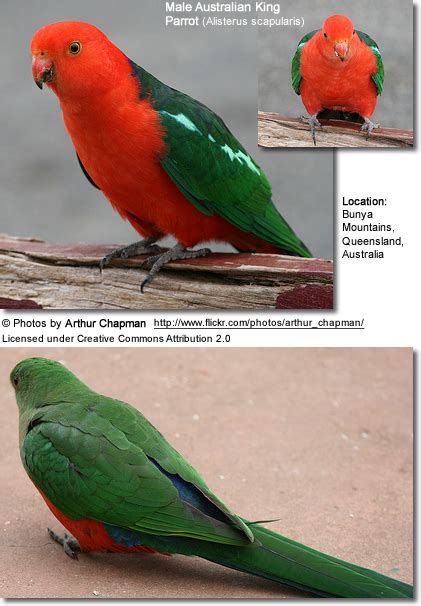 Male Australian King
Parrot (Alisterus scapularis)
Location:
Bunya
Mountains,
Queensland,
Australia
© Photos by Arthur Chapman http://www.flickr.com/photos/arthur_chapman/
Licensed under Creative Commons Attribution 2.0